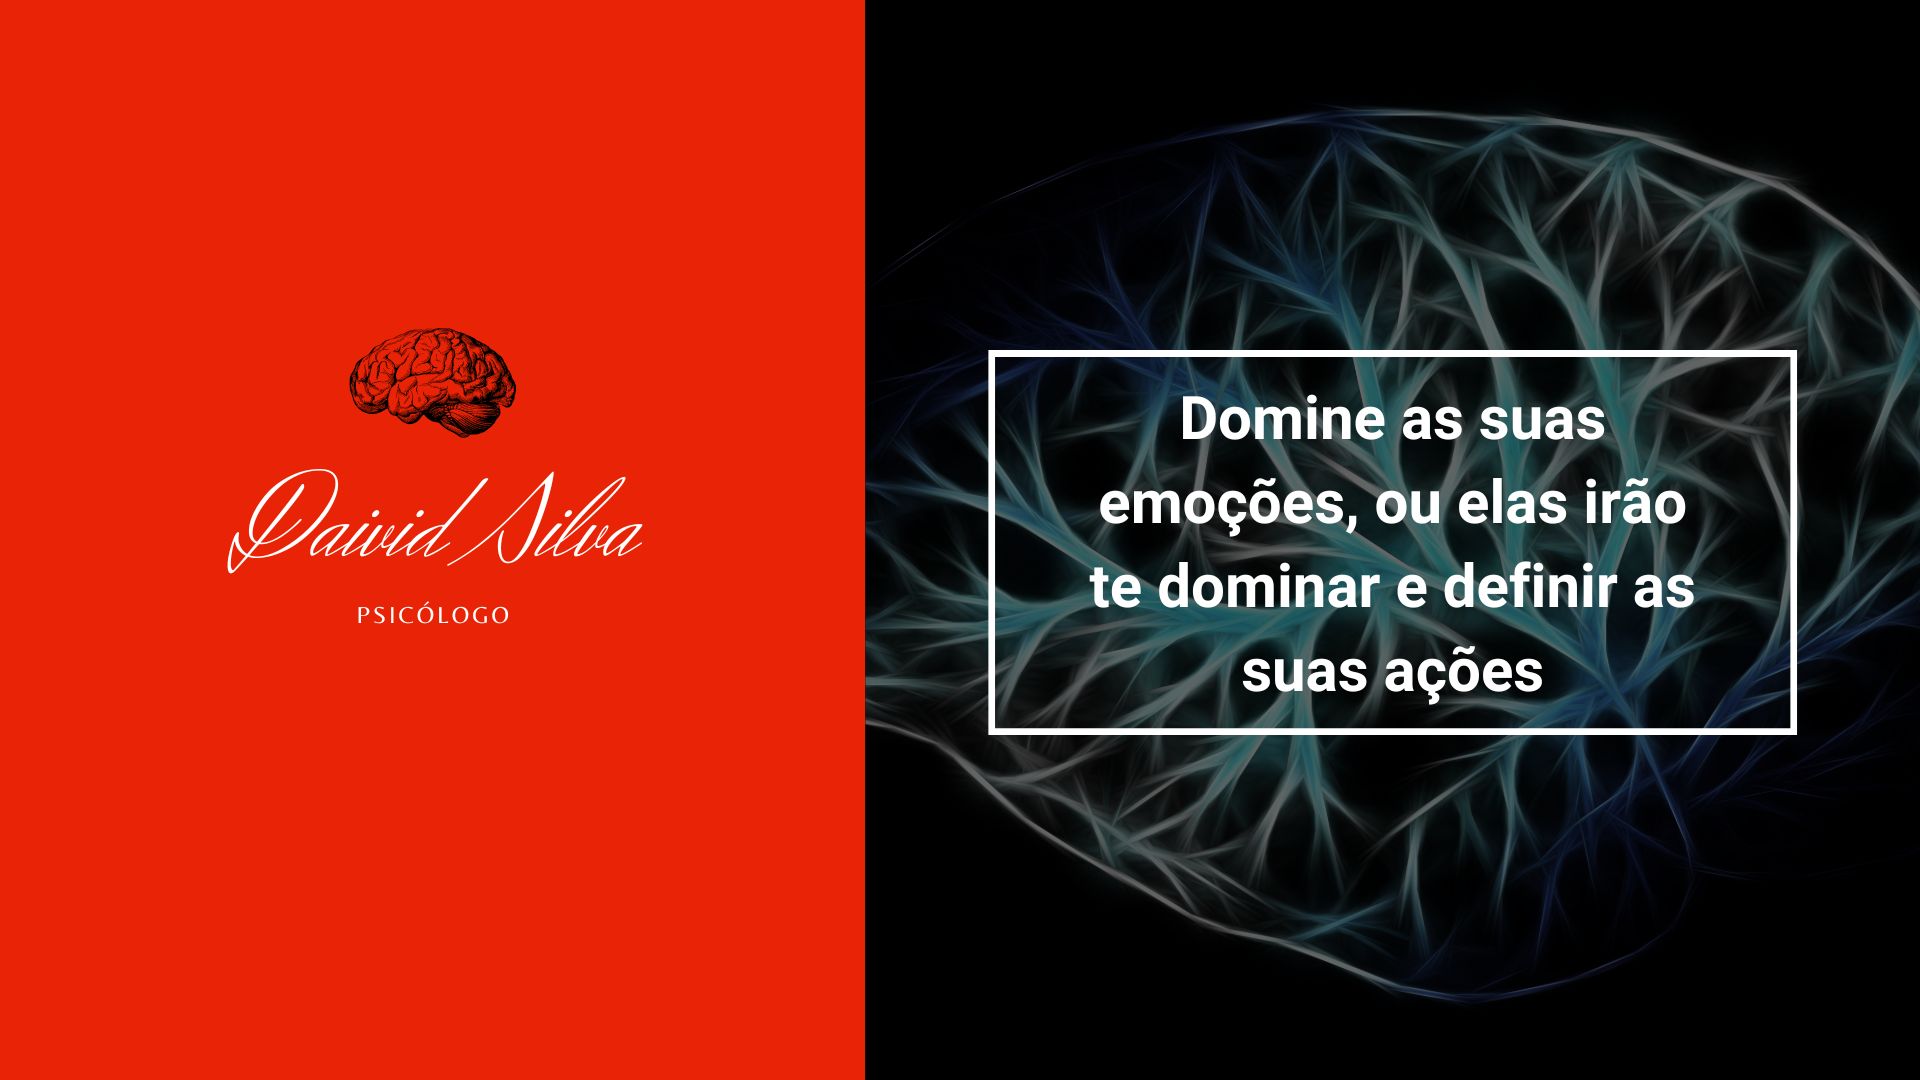 Daivid Silva
PSICÓLOGO
Domine as suas
emoções, ou elas irão
te dominar e definir as
suas ações